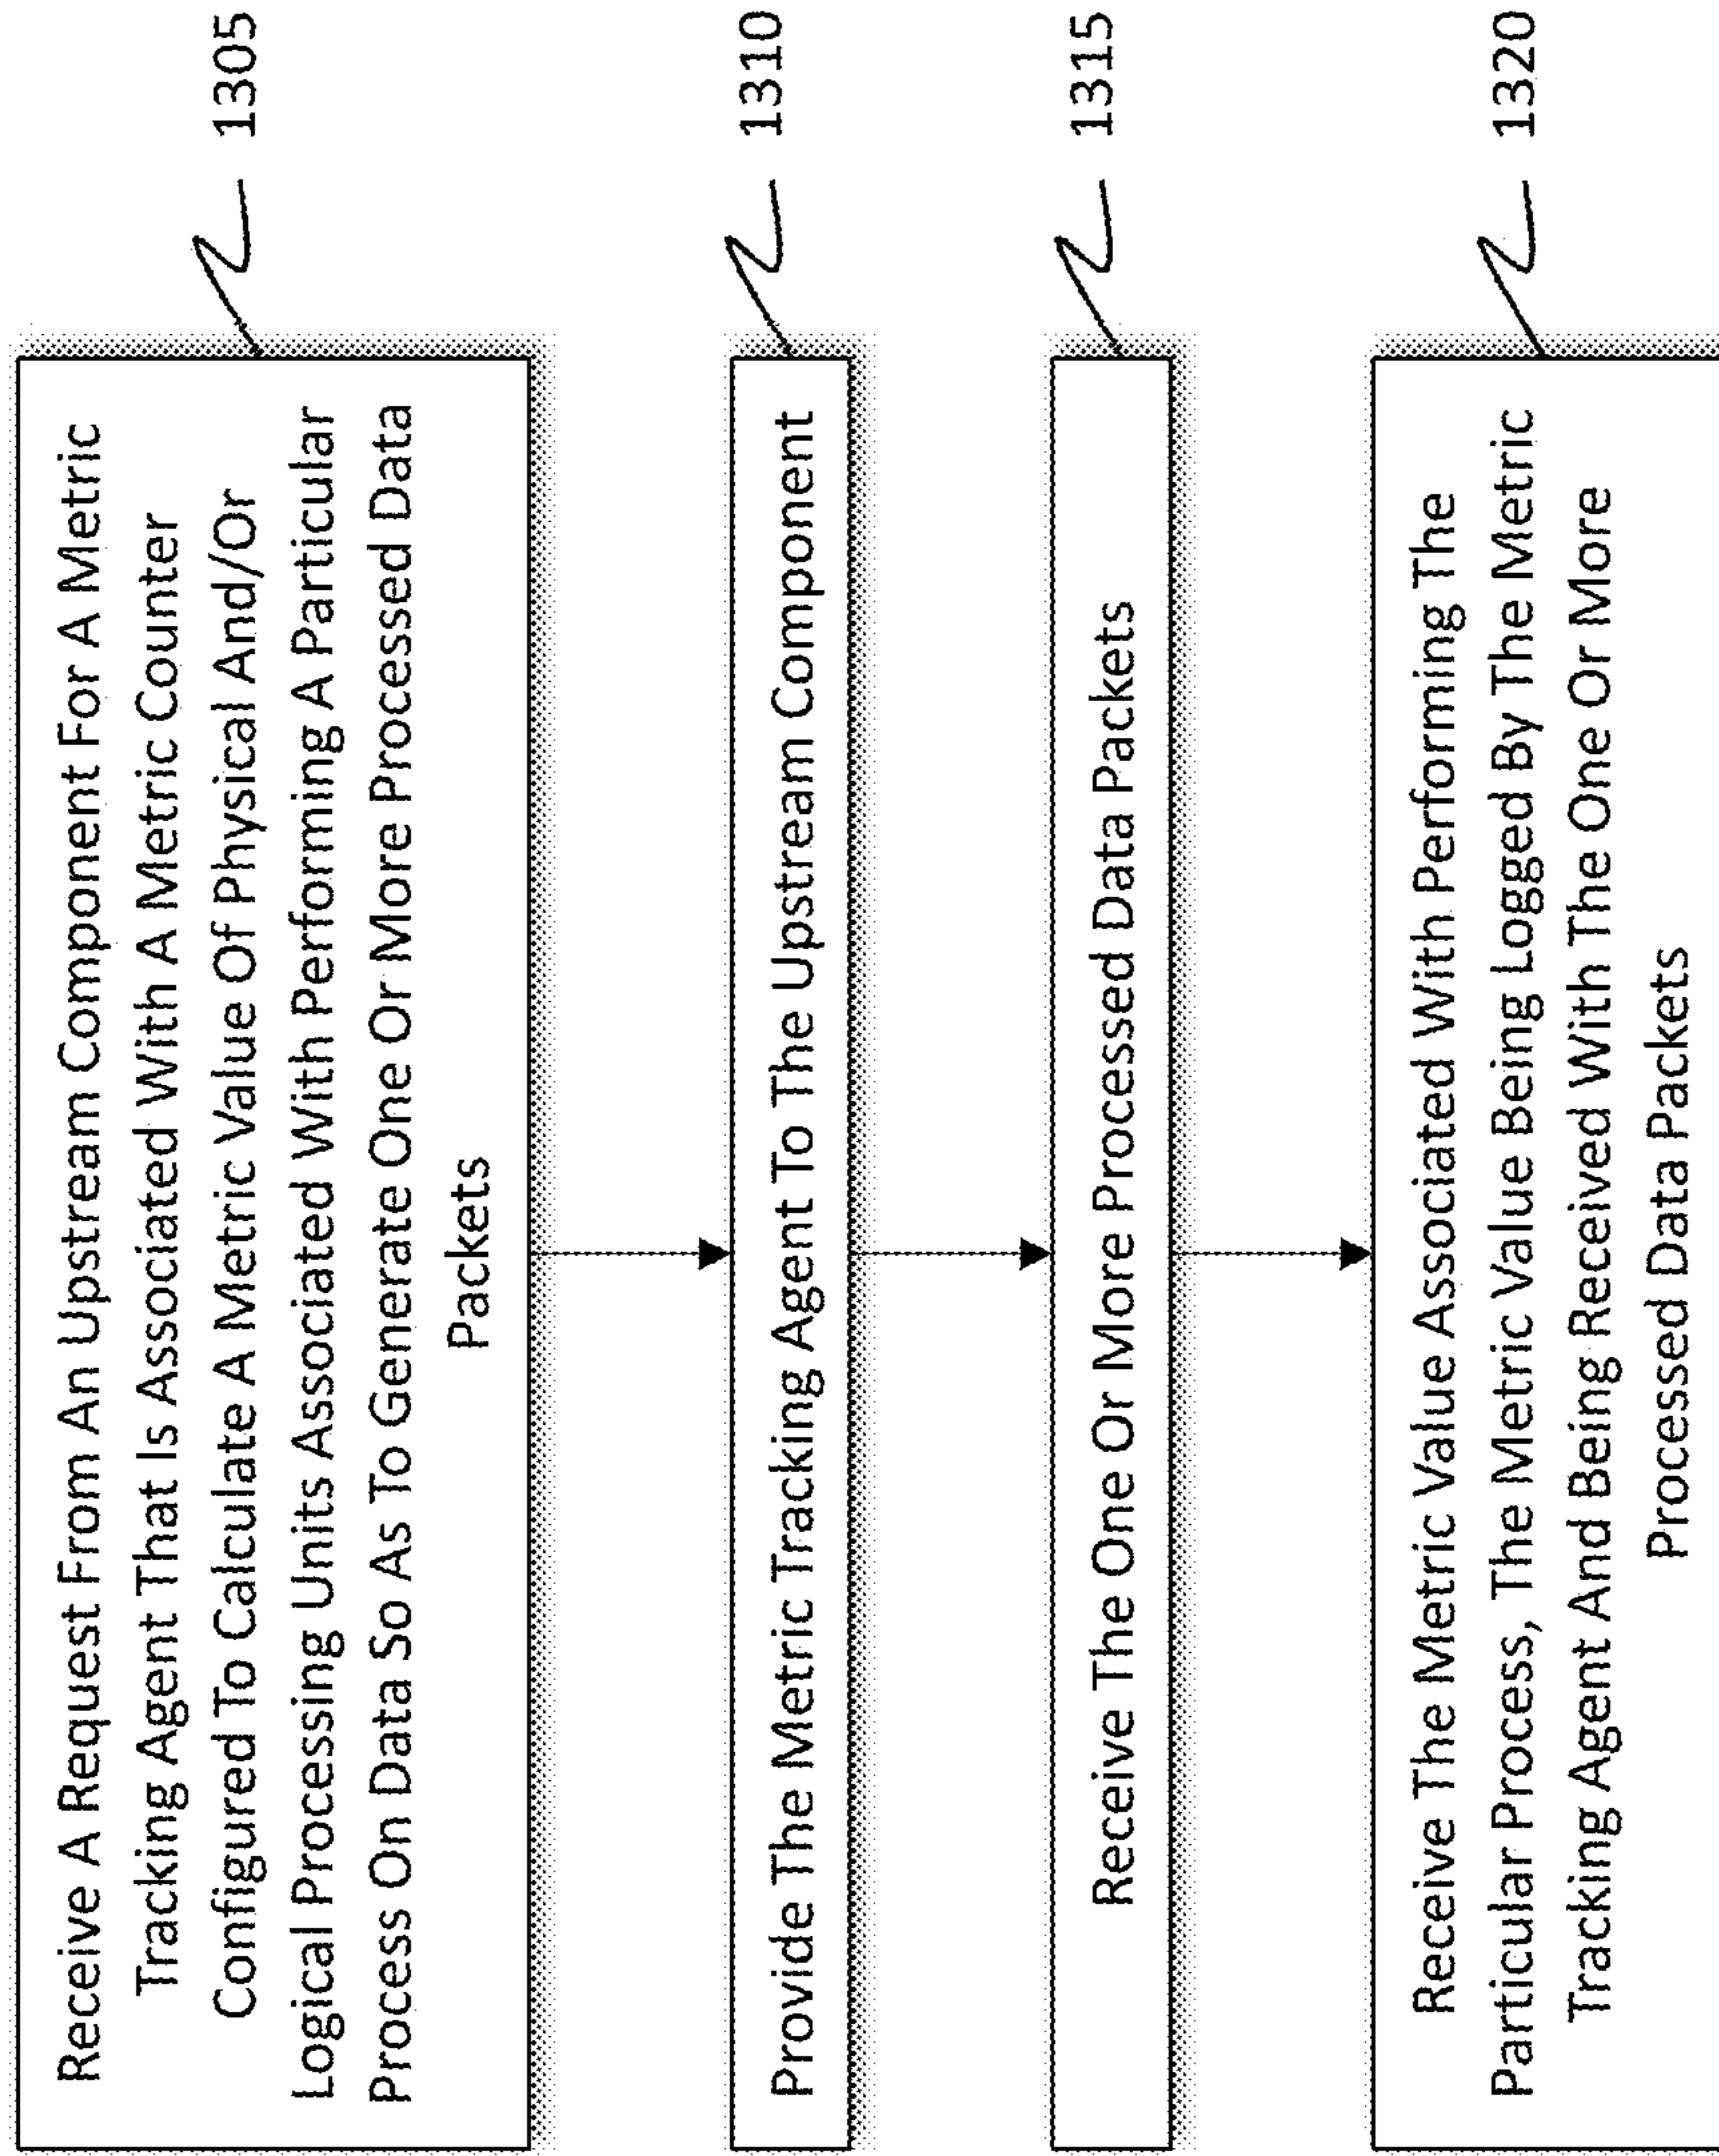 Receive A Request From An Upstream Component For A Metric
Tracking Agent That Is Associated With A Metric Counter
Configured To Calculate A Metric Value Of Physical And/Or
Logical Processing Units Associated With Performing A Particular
Process On Data So As To Generate One Or More Processed Data
Packets
1305
Provide The Metric Tracking Agent To The Upstream Component
1310
Receive The One Or More Processed Data Packets
1315
Receive The Metric Value Associated With Performing The
Particular Process, The Metric Value Being Logged By The Metric
Tracking Agent And Being Received With The One Or More
Processed Data Packets
1320